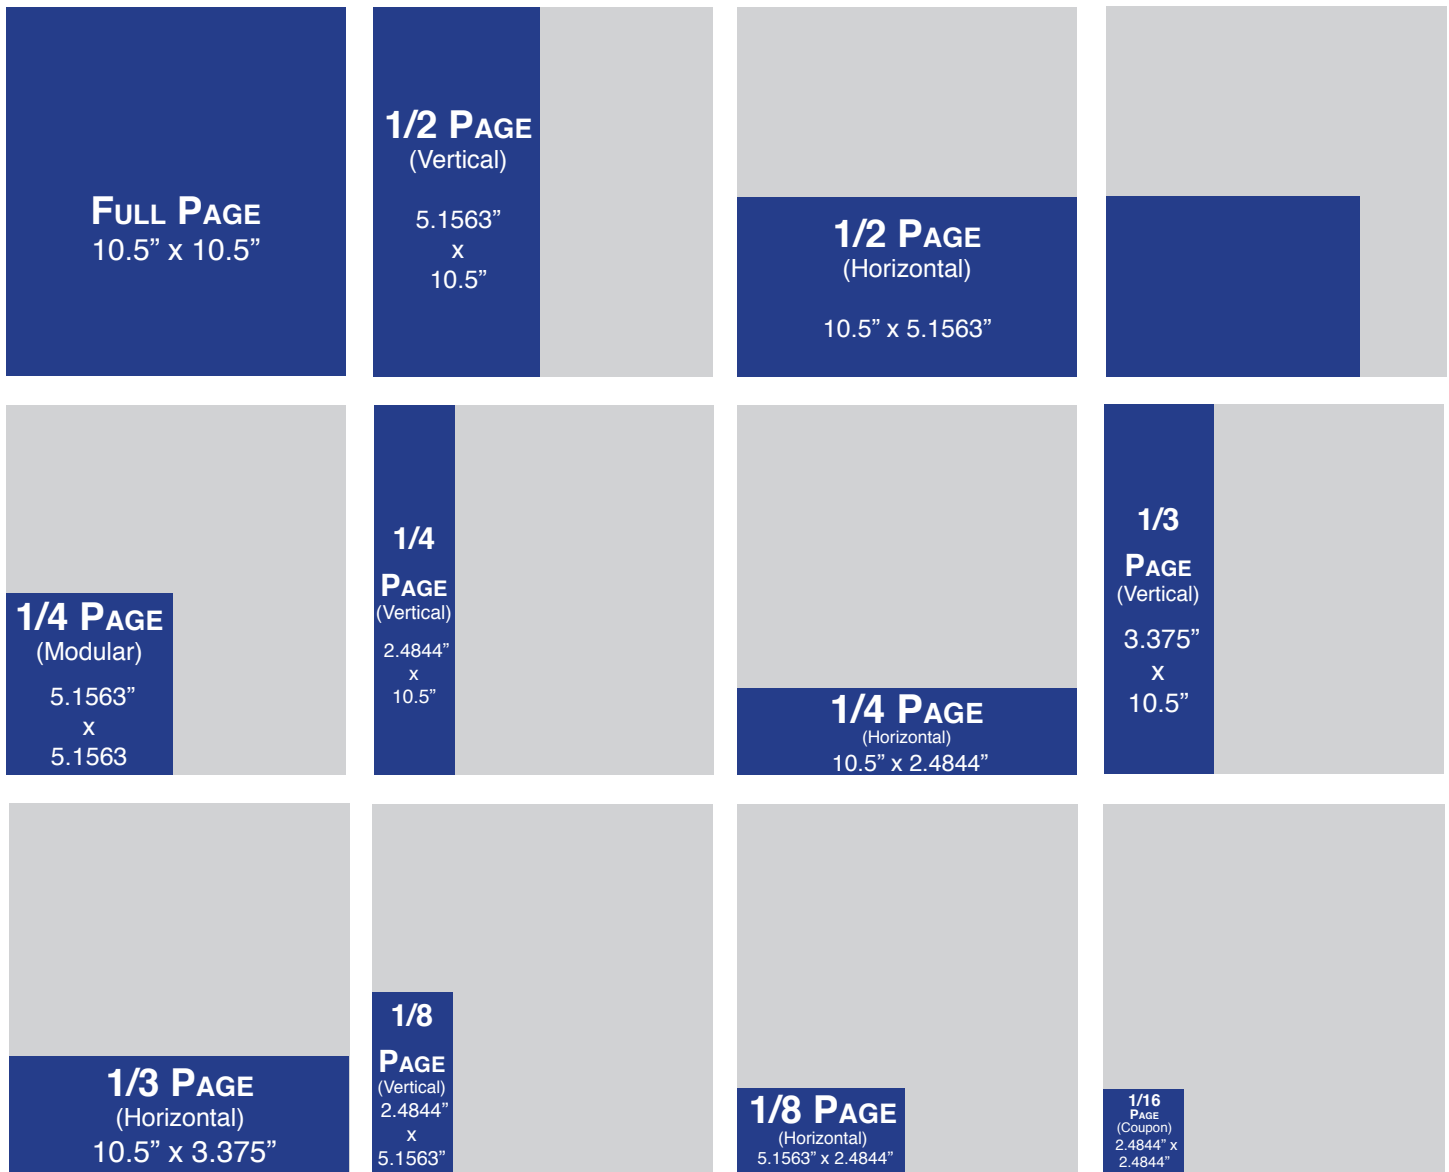 FULL PAGE
10.5” x 10.5”
1/2 PAGE
(Vertical)
5.1563”
x
10.5”
1/2 PAGE
(Horizontal)
10.5” x 5.1563”
1/4 PAGE
(Modular)
5.1563”
x
5.1563
1/4
PAGE
(Vertical)
2.4844”
x
10.5”
1/4 PAGE
(Horizontal)
10.5” x 2.4844”
1/3
PAGE
(Vertical)
3.375”
x
10.5”
1/3 PAGE
(Horizontal)
10.5” x 3.375”
1/8
PAGE
(Vertical)
2.4844”
x
5.1563”
1/8 PAGE
(Horizontal)
5.1563” x 2.4844”
1/16
PAGE
(Coupon)
2.4844” x
2.4844”